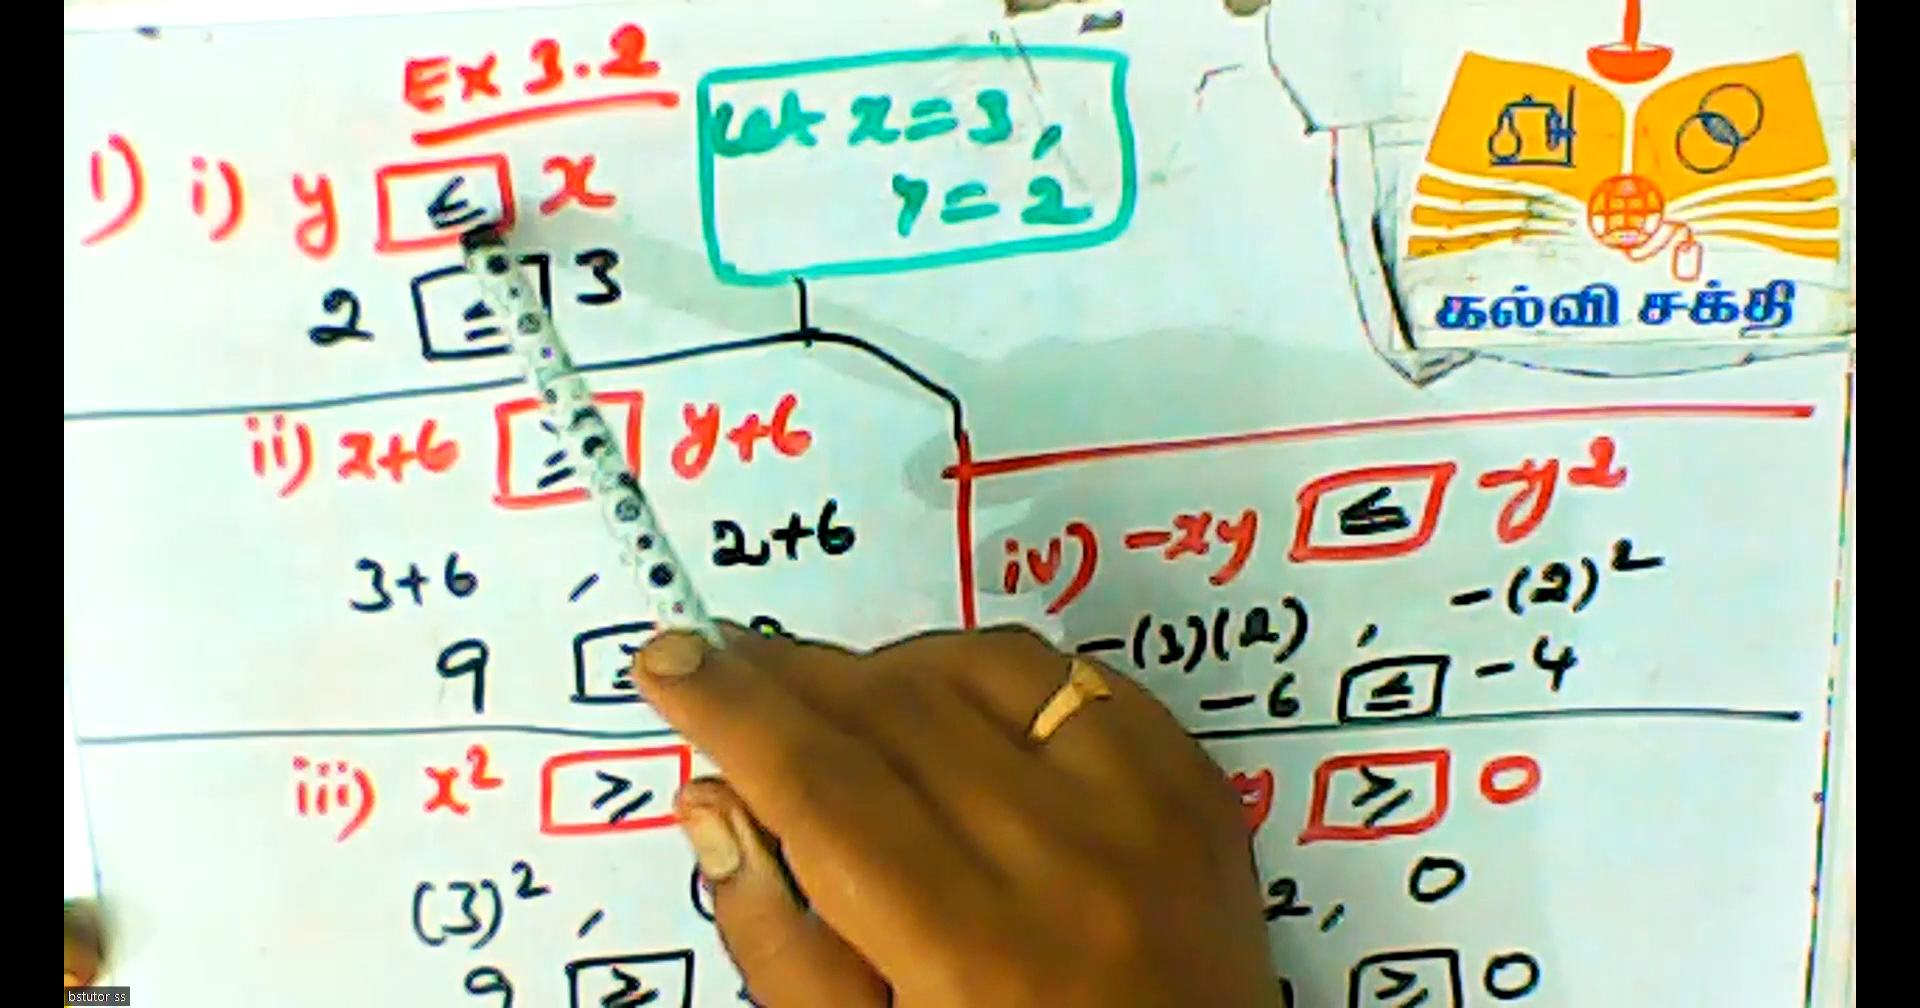 Ex 3.2
let x=3,
y=2
1) i) y ≤ x
2 ≤ 3
கல்வி சக்தி
ii) x+6 ≥ y+6
3+6 , 2+6
9
iii) x² ≥
(3)² ,
9 ≥
iv) -xy ≤ -y²
-(3)(2) , -(2)²
-6 ≤ -4
y ≥ 0
2, 0
≥ 0
bstutor ss